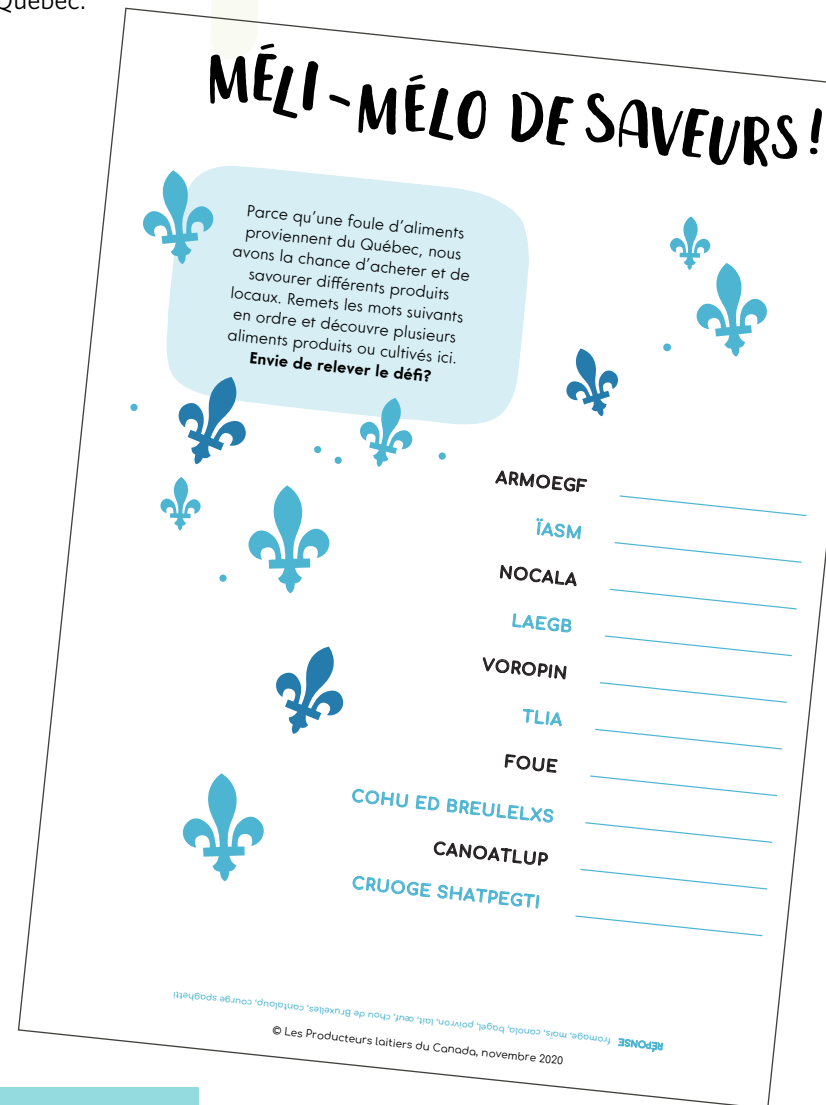 Québec.
MÉLI-MÉLO DE SAVEURS !
Parce qu'une foule d'aliments
proviennent du Québec, nous
avons la chance d'acheter et de
savourer différents produits
locaux. Remets les mots suivants
en ordre et découvre plusieurs
aliments produits ou cultivés ici.
Envie de relever le défi?
ARMOEGF
ÏASM
NOCALA
LAEGB
VOROPIN
TLIA
FOUE
COHU ED BREULELXS
CANOATLUP
CRUOGE SHATPEGTI
RÉPONSE fromage, maïs, canola, bagel, poivron, lait, œuf, chou de Bruxelles, cantaloup, courge spaghetti
© Les Producteurs laitiers du Canada, novembre 2020